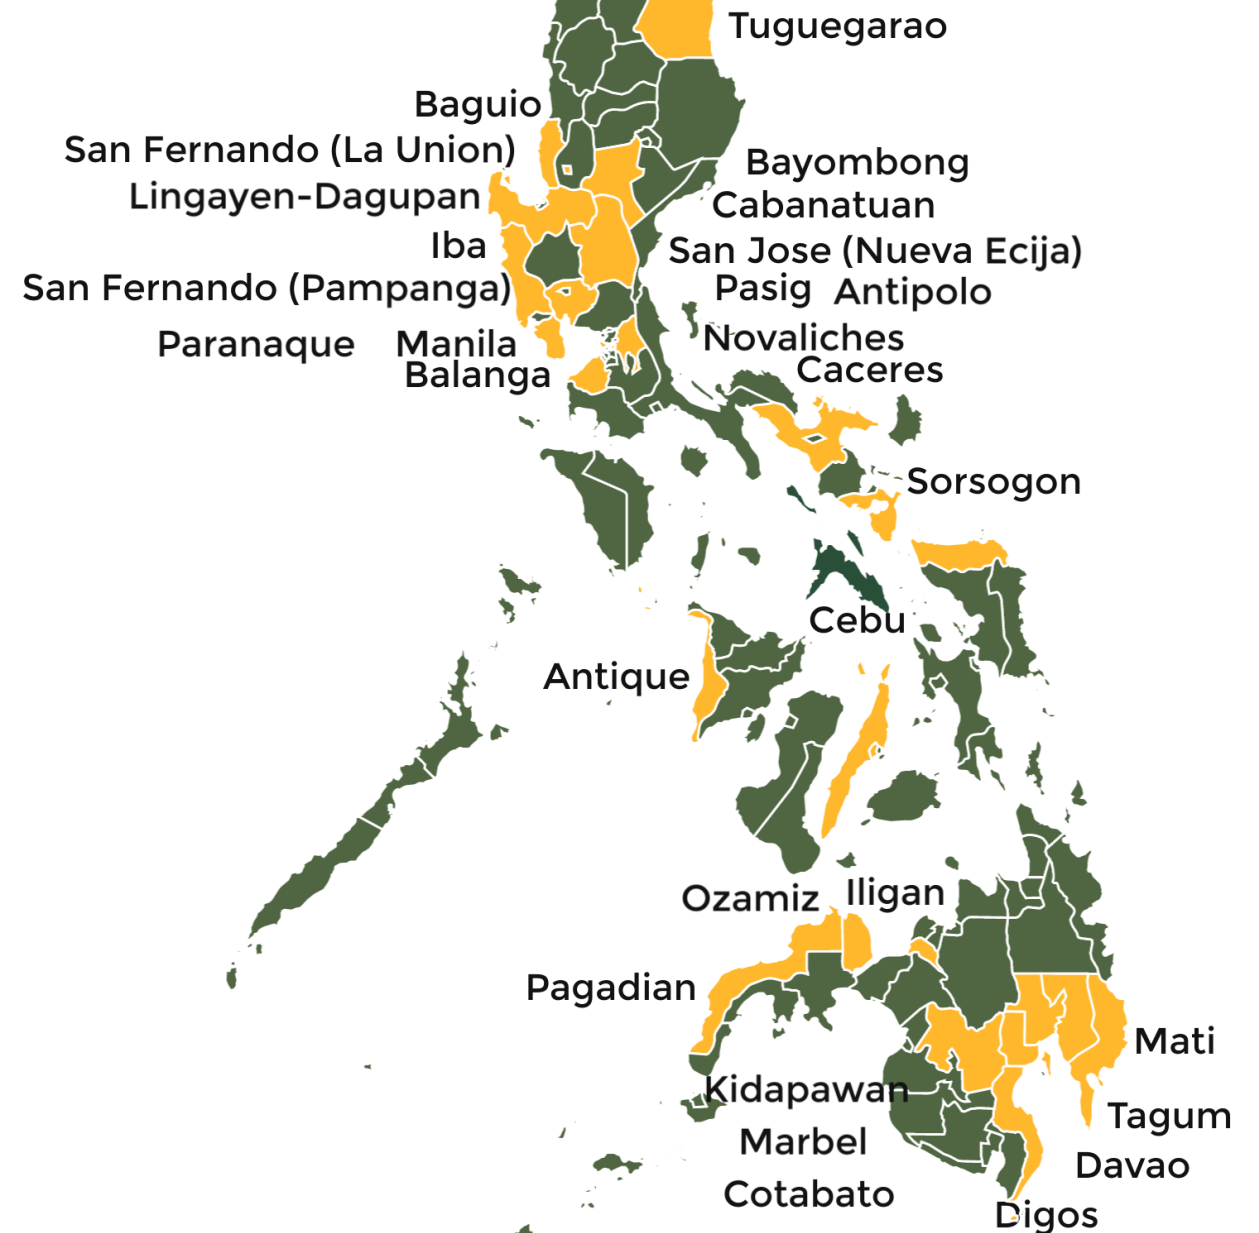 Tuguegarao
Baguio
San Fernando (La Union)
Bayombong
Lingayen-Dagupan
Cabanatuan
Iba
San Jose (Nueva Ecija)
San Fernando (Pampanga)
Pasig
Antipolo
Paranaque
Manila
Novaliches
Balanga
Caceres
Sorsogon
Cebu
Antique
Ozamiz
Iligan
Pagadian
Mati
Kidapawan
Tagum
Marbel
Davao
Cotabato
Digos